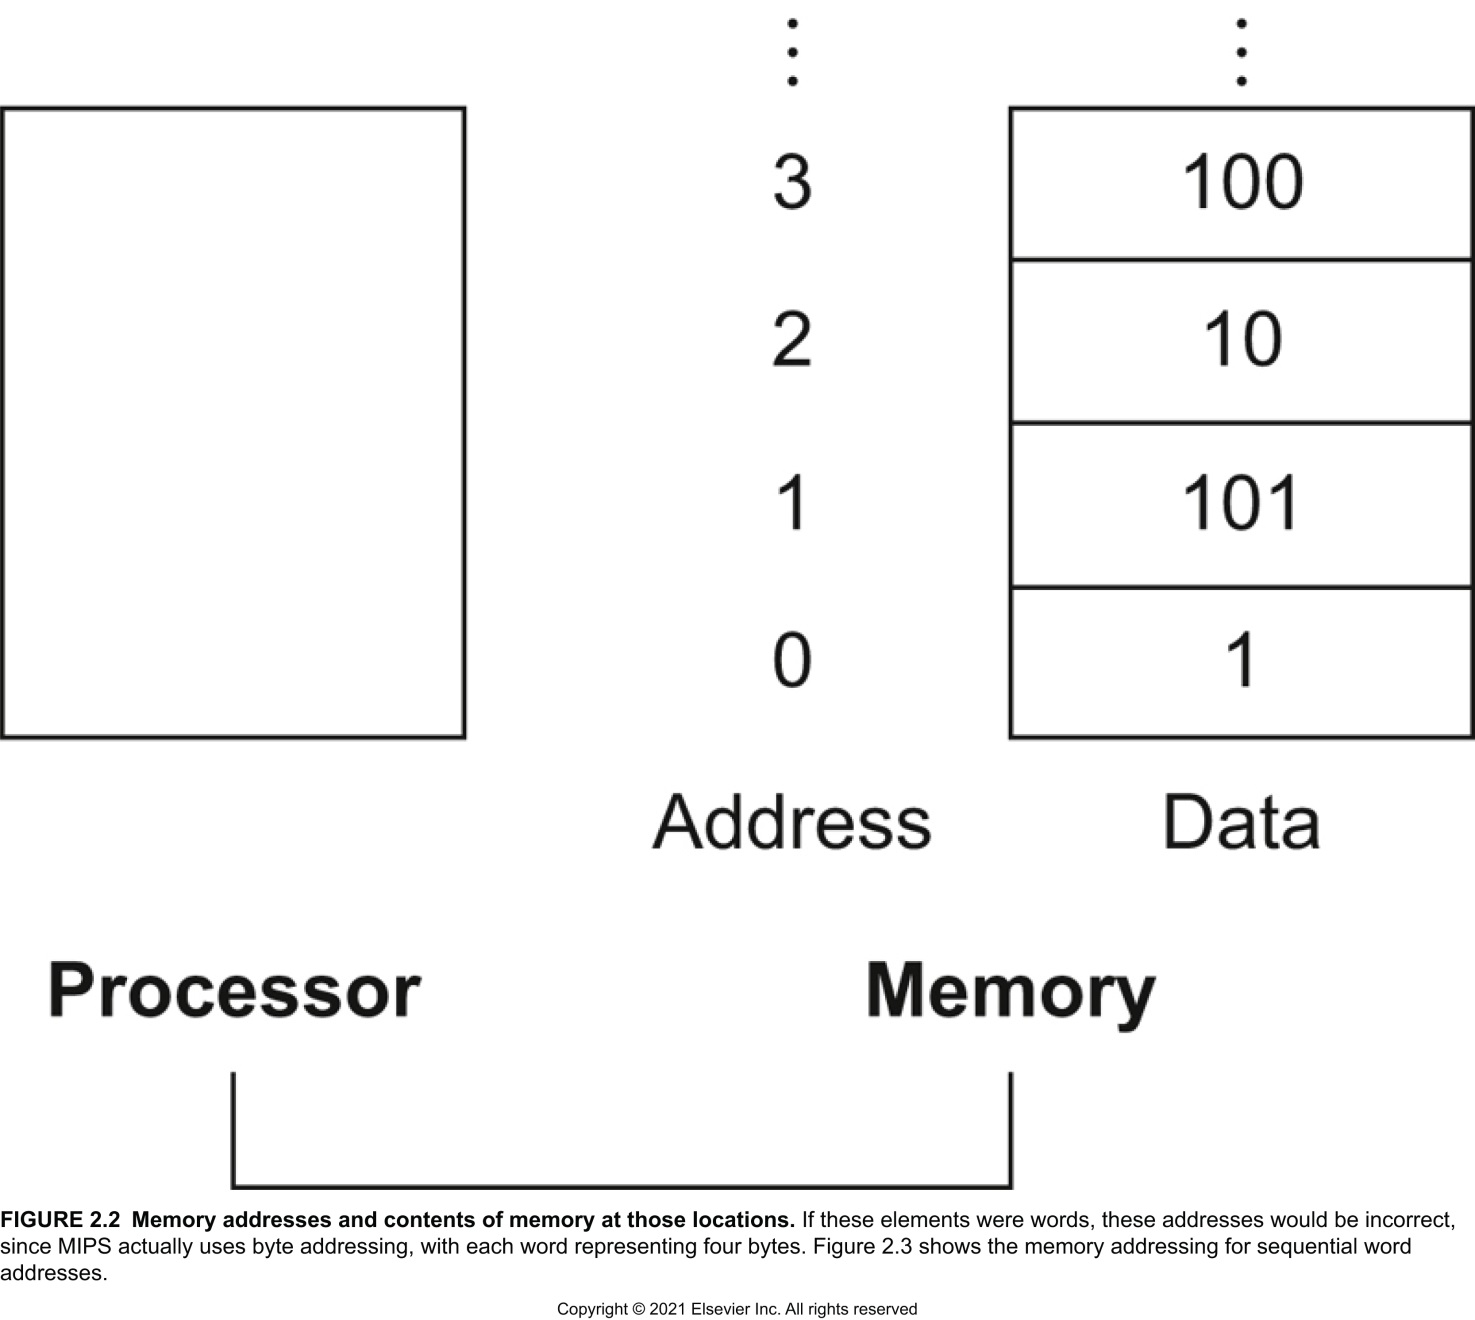 3 100
2 10
1 101
0 1
Address Data
Processor Memory
FIGURE 2.2 Memory addresses and contents of memory at those locations. If these elements were words, these addresses would be incorrect,
since MIPS actually uses byte addressing, with each word representing four bytes. Figure 2.3 shows the memory addressing for sequential word
addresses.
Copyright © 2021 Elsevier Inc. All rights reserved